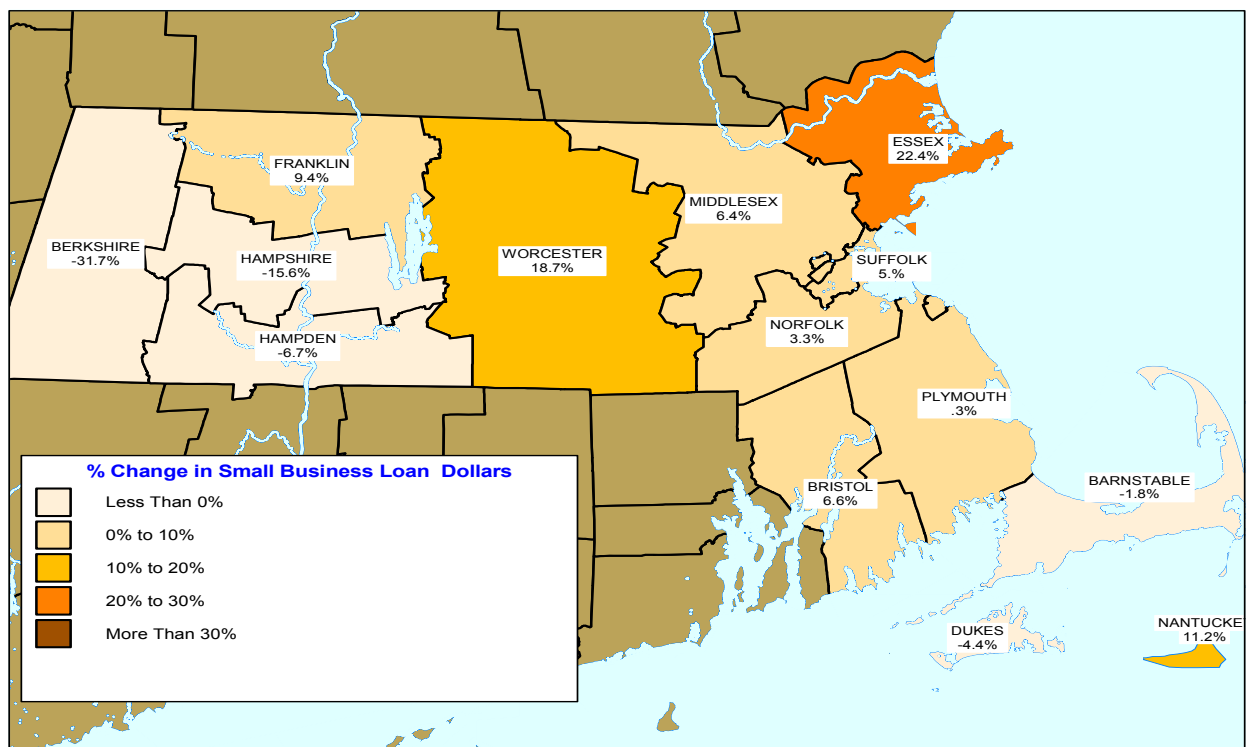 ESSEX
22.4%
FRANKLIN
9.4%
MIDDLESEX
6.4%
BERKSHIRE
-31.7%
HAMPSHIRE
-15.6%
WORCESTER
18.7%
SUFFOLK
5.%
NORFOLK
3.3%
HAMPDEN
-6.7%
PLYMOUTH
.3%
BRISTOL
6.6%
BARNSTABLE
-1.8%
DUKES
-4.4%
NANTUCKE
11.2%
% Change in Small Business Loan Dollars
Less Than 0%
0% to 10%
10% to 20%
20% to 30%
More Than 30%